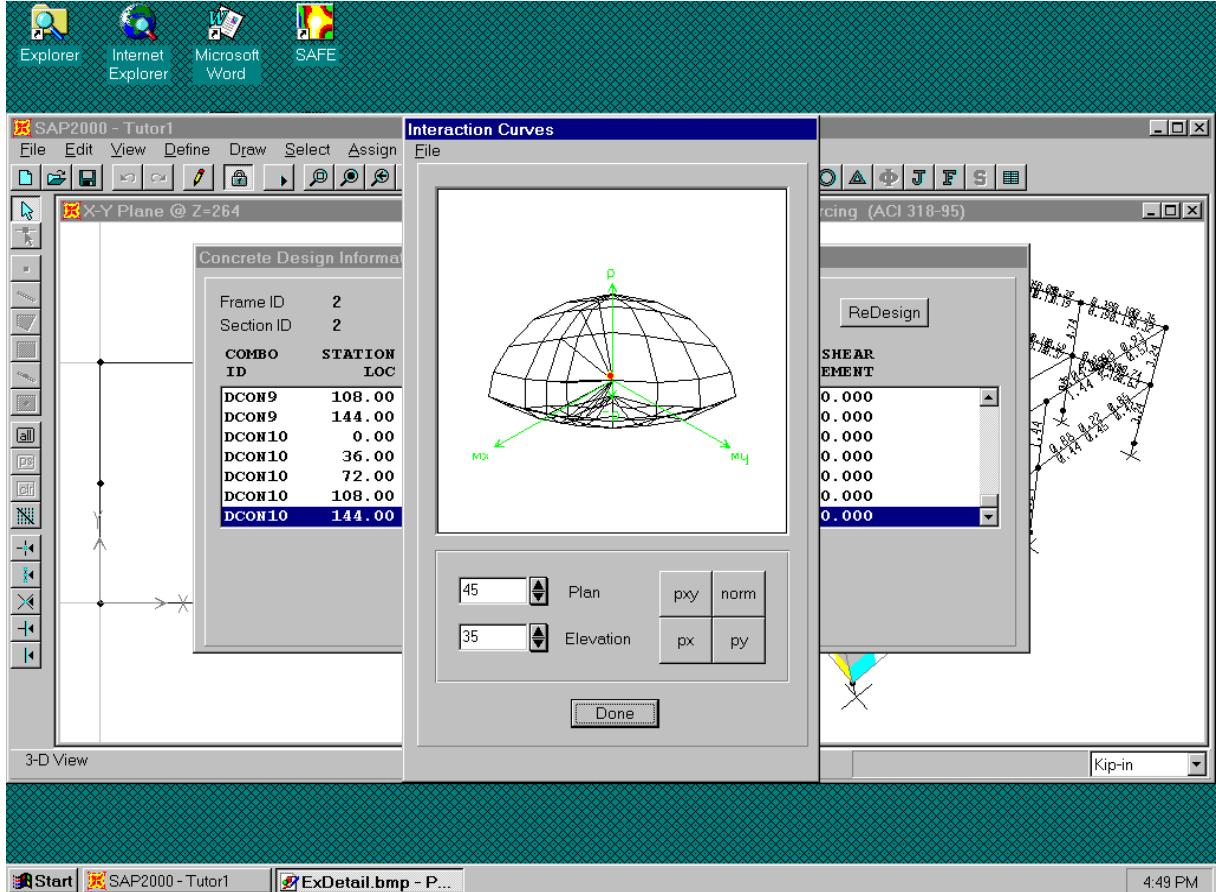 Explorer
Internet Explorer
Microsoft Word
SAFE
SAP2000 - Tutor1
File Edit View Define Draw Select Assign
X-Y Plane @ Z=264
rcing (ACI 318-95)
Concrete Design Informa
Frame ID 2
Section ID 2
COMBO STATION
ID LOC
DCON9 108.00
DCON9 144.00
DCON10 0.00
DCON10 36.00
DCON10 72.00
DCON10 108.00
DCON10 144.00
all
ps
clr
Y
X
Interaction Curves
File
P
Mx
My
45 Plan
35 Elevation
pxy norm
px py
Done
ReDesign
SHEAR
EMENT
0.000
0.000
0.000
0.000
0.000
0.000
0.000
J F S
3-D View
Kip-in
Start
SAP2000 - Tutor1
ExDetail.bmp - P...
4:49 PM